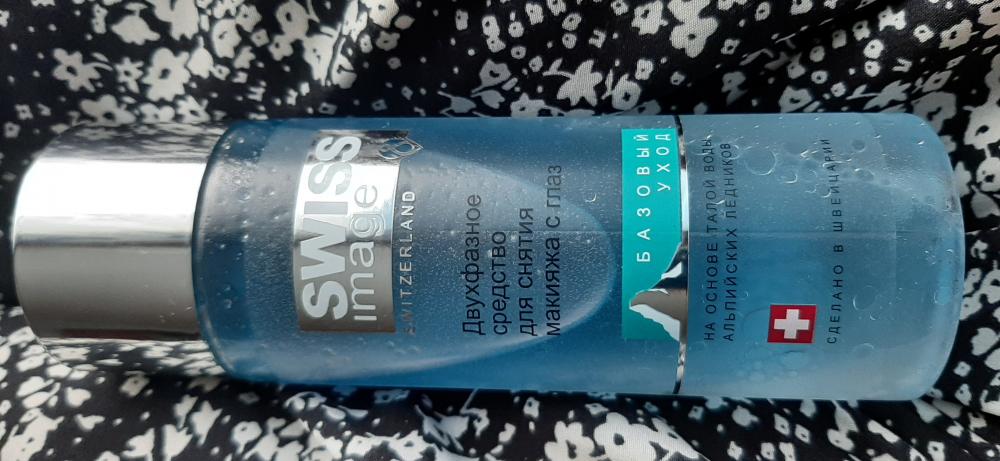 SWISS
image
SWITZERLAND
Двухфазное
средство
для снятия
макияжа с глаз
БАЗОВЫЙ
УХОД
НА ОСНОВЕ ТАЛОЙ ВОДЫ
АЛЬПИЙСКИХ ЛЕДНИКОВ
СДЕЛАНО В ШВЕЙЦАРИИ